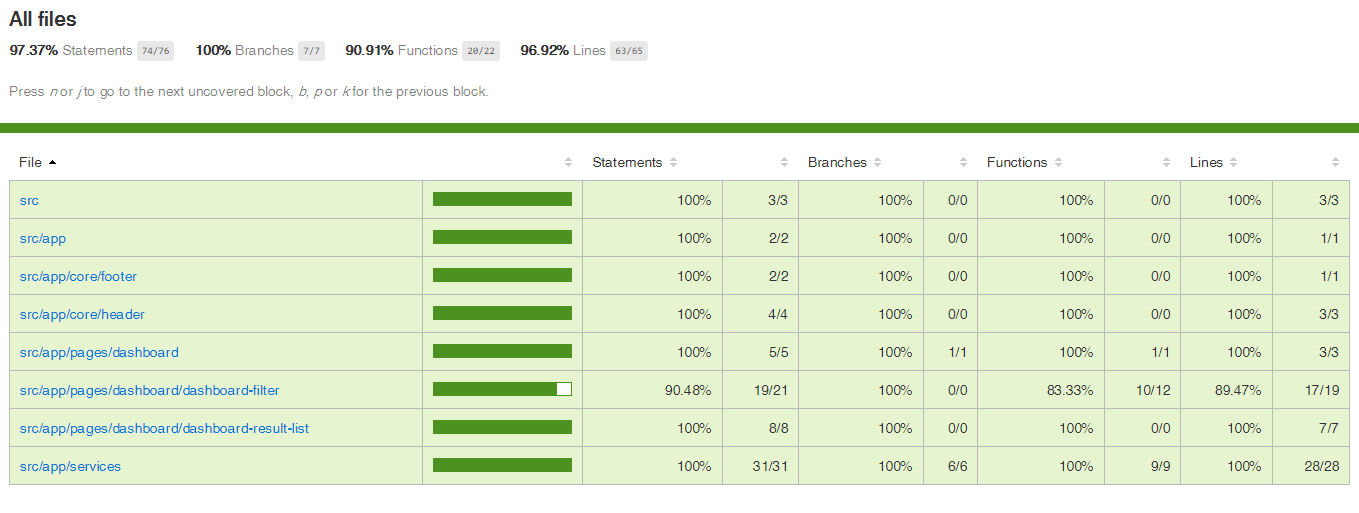 All files
97.37% Statements 74/76 100% Branches 7/7 90.91% Functions 20/22 96.92% Lines 63/65
Press n or j to go to the next uncovered block, b, p or k for the previous block.
File Statements Branches Functions Lines
src 100% 3/3 100% 0/0 100% 0/0 100% 3/3
src/app 100% 2/2 100% 0/0 100% 0/0 100% 1/1
src/app/core/footer 100% 2/2 100% 0/0 100% 0/0 100% 1/1
src/app/core/header 100% 4/4 100% 0/0 100% 0/0 100% 3/3
src/app/pages/dashboard 100% 5/5 100% 1/1 100% 1/1 100% 3/3
src/app/pages/dashboard/dashboard-filter 90.48% 19/21 100% 0/0 83.33% 10/12 89.47% 17/19
src/app/pages/dashboard/dashboard-result-list 100% 8/8 100% 0/0 100% 0/0 100% 7/7
src/app/services 100% 31/31 100% 6/6 100% 9/9 100% 28/28